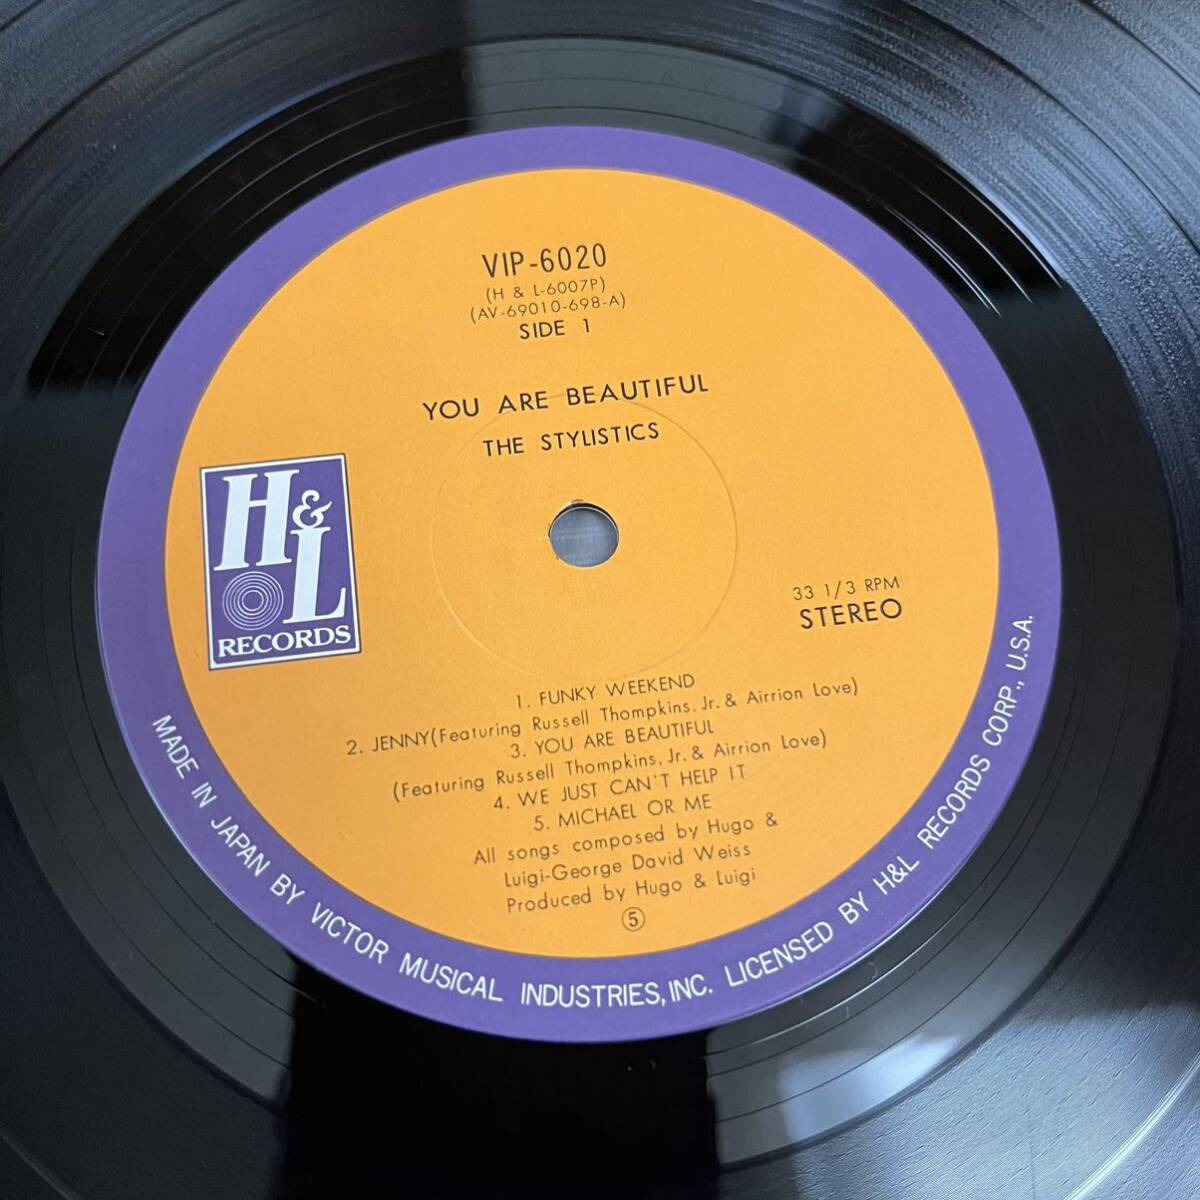 VIP-6020
(H & L-6007P)
(AV-69010-698-A)
SIDE 1
YOU ARE BEAUTIFUL
THE STYLISTICS
H&L
RECORDS
33 1/3 RPM
STEREO
1. FUNKY WEEKEND
2. JENNY(Featuring Russell Thompkins, Jr. & Airrion Love)
3. YOU ARE BEAUTIFUL
(Featuring Russell Thompkins, Jr. & Airrion Love)
4. WE JUST CAN'T HELP IT
5. MICHAEL OR ME
All songs composed by Hugo &
Luigi-George David Weiss
Produced by Hugo & Luigi
⑤
MADE IN JAPAN BY VICTOR MUSICAL INDUSTRIES, INC. LICENSED BY H&L RECORDS CORP., U.S.A.